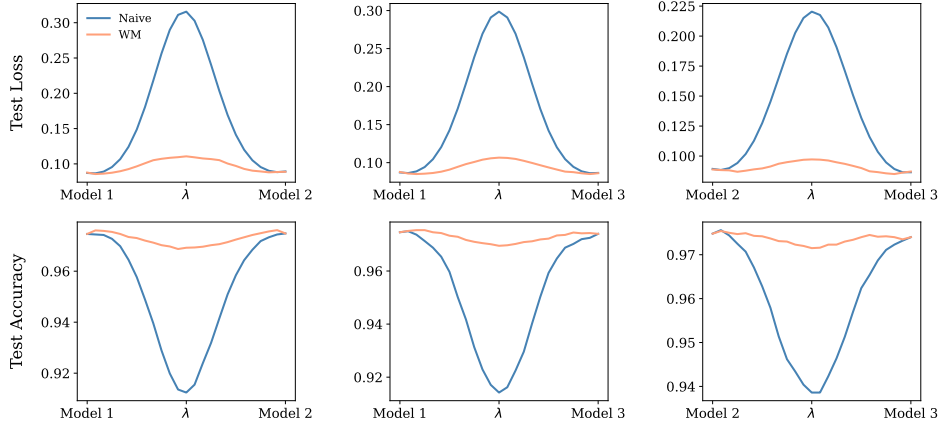 Test Loss
0.30
0.25
0.20
0.15
0.10
Naive
WM
Model 1 λ Model 2
0.30
0.25
0.20
0.15
0.10
Model 1 λ Model 3
0.225
0.200
0.175
0.150
0.125
0.100
Model 2 λ Model 3
Test Accuracy
0.96
0.94
0.92
Model 1 λ Model 2
0.96
0.94
0.92
Model 1 λ Model 3
0.97
0.96
0.95
0.94
Model 2 λ Model 3